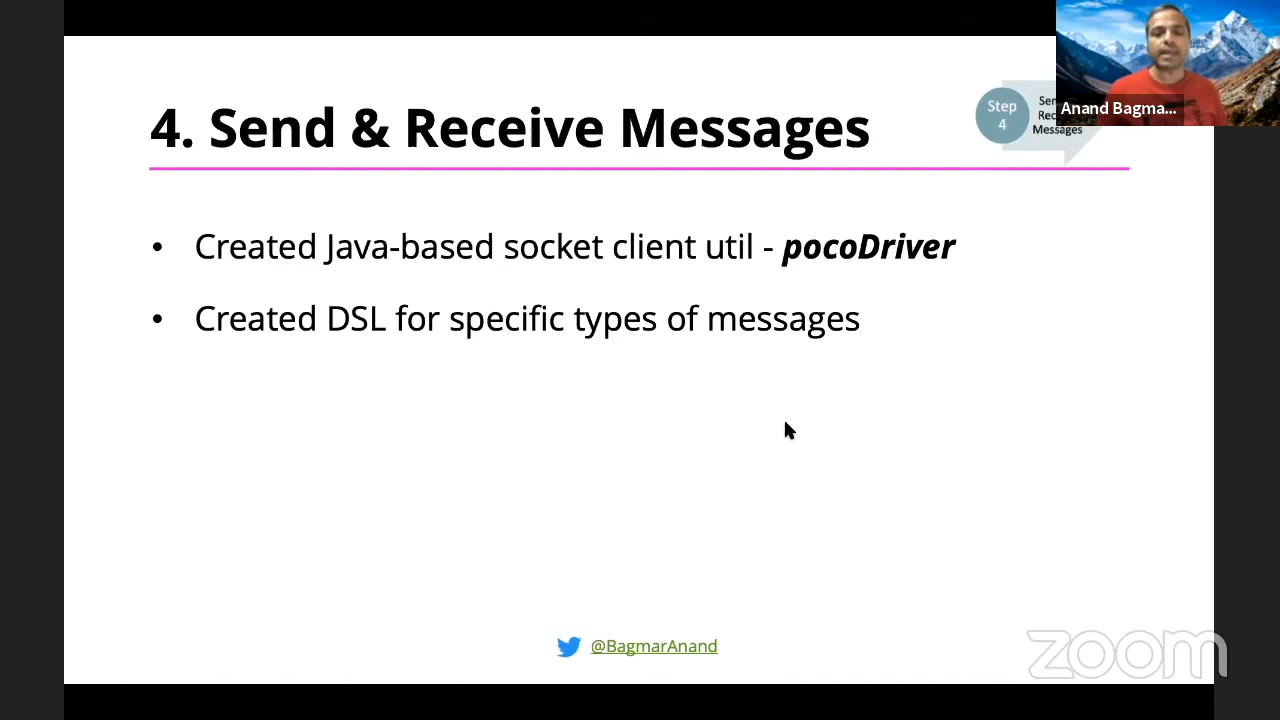 4. Send & Receive Messages
Step
4
Messages
Anand Bagma...
• Created Java-based socket client util - pocoDriver
• Created DSL for specific types of messages
@BagmarAnand
zoom